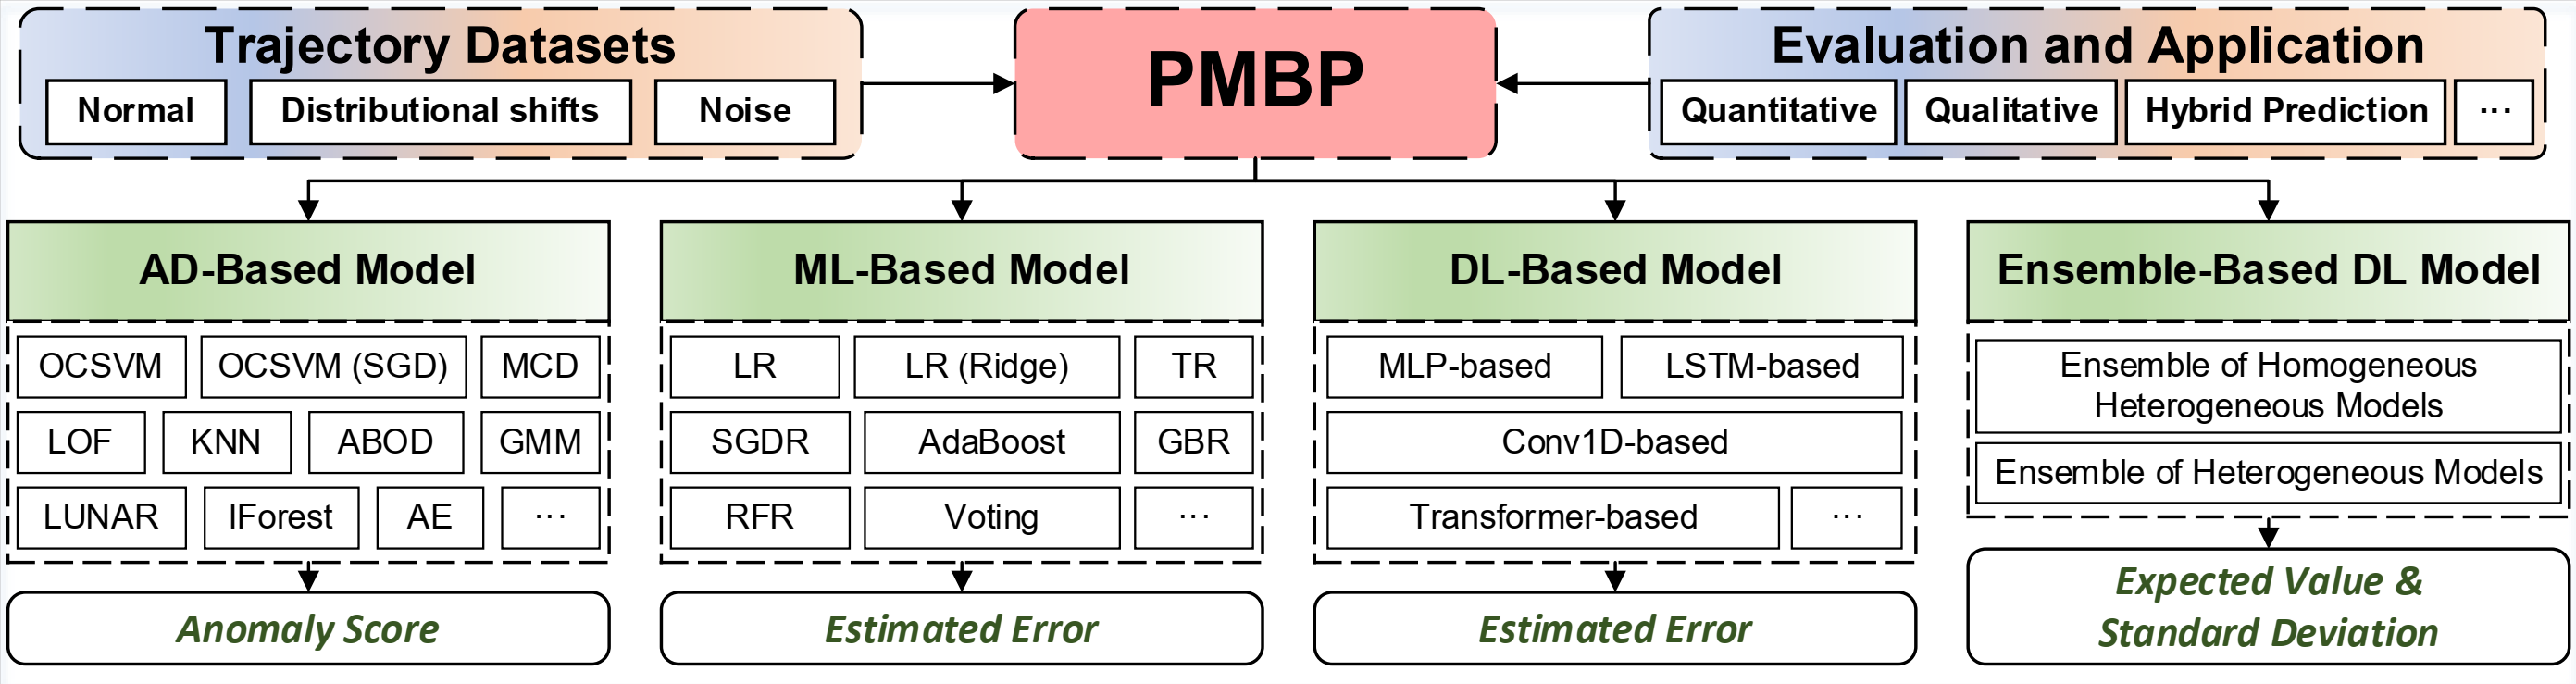 Trajectory Datasets
Normal
Distributional shifts
Noise
PMBP
Evaluation and Application
Quantitative
Qualitative
Hybrid Prediction
...
AD-Based Model
OCSVM
OCSVM (SGD)
MCD
LOF
KNN
ABOD
GMM
LUNAR
IForest
AE
...
Anomaly Score
ML-Based Model
LR
LR (Ridge)
TR
SGDR
AdaBoost
GBR
RFR
Voting
...
Estimated Error
DL-Based Model
MLP-based
LSTM-based
Conv1D-based
Transformer-based
...
Estimated Error
Ensemble-Based DL Model
Ensemble of Homogeneous
Heterogeneous Models
Ensemble of Heterogeneous Models
Expected Value &
Standard Deviation